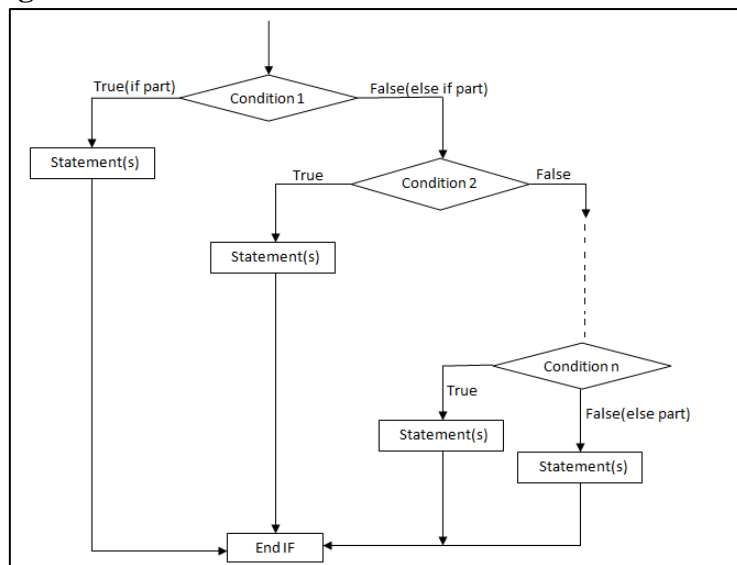 True(if part)
Condition 1
False(else if part)
Statement(s)
True
Condition 2
False
Statement(s)
Condition n
True
False(else part)
Statement(s)
Statement(s)
End IF